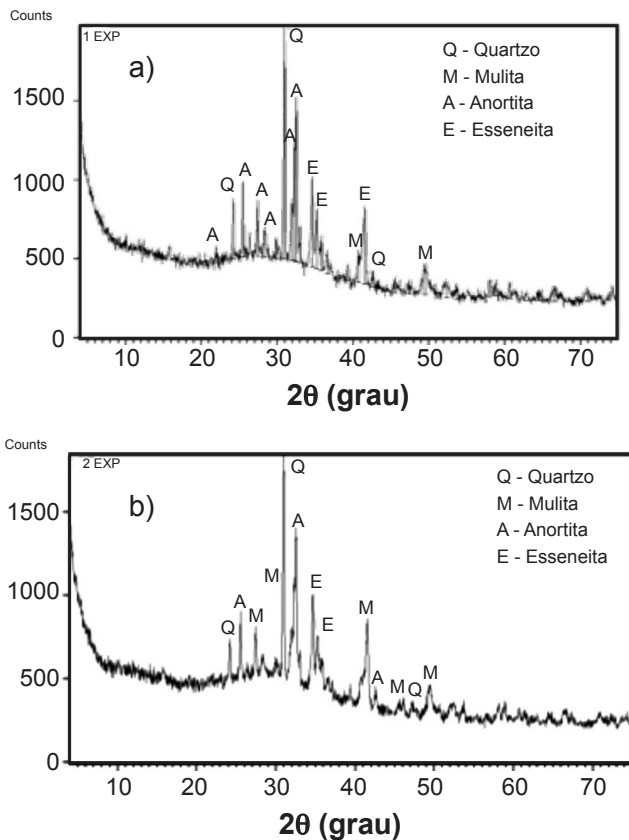 Counts
1 EXP
a)
Q - Quartzo
M - Mulita
A - Anortita
E - Esseneita
Q
A
A
E
E
E
Q
A
A
A
A
M
Q
M
1500
1000
500
0
10 20 30 40 50 60 70
2θ (grau)
Counts
2 EXP
b)
Q - Quartzo
M - Mulita
A - Anortita
E - Esseneita
Q
A
M
E
E
M
Q
A
M
A
M
Q
M
1500
1000
500
0
10 20 30 40 50 60 70
2θ (grau)